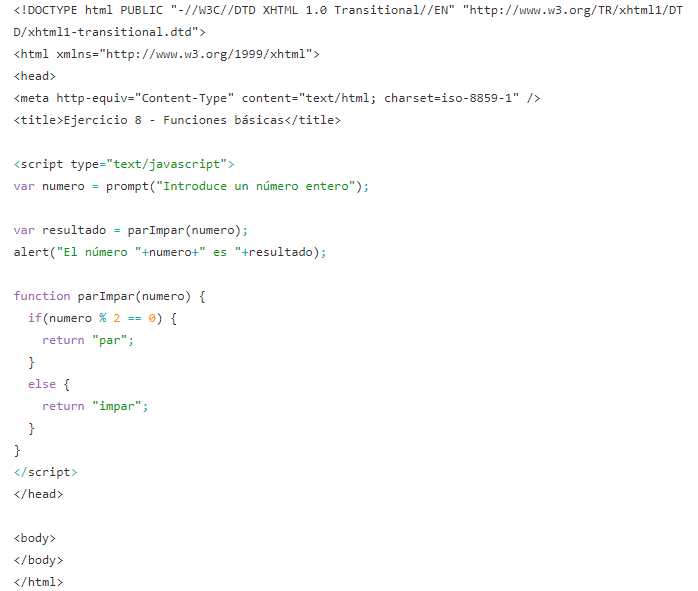 <!DOCTYPE html PUBLIC "-//W3C//DTD XHTML 1.0 Transitional//EN" "http://www.w3.org/TR/xhtml1/DT
D/xhtml1-transitional.dtd">
<html xmlns="http://www.w3.org/1999/xhtml">
<head>
<meta http-equiv="Content-Type" content="text/html; charset=iso-8859-1" />
<title>Ejercicio 8 - Funciones básicas</title>
<script type="text/javascript">
var numero = prompt("Introduce un número entero");
var resultado = parImpar(numero);
alert("El número "+numero+" es "+resultado);
function parImpar(numero) {
  if(numero % 2 == 0) {
    return "par";
  }
  else {
    return "impar";
  }
}
</script>
</head>
<body>
</body>
</html>